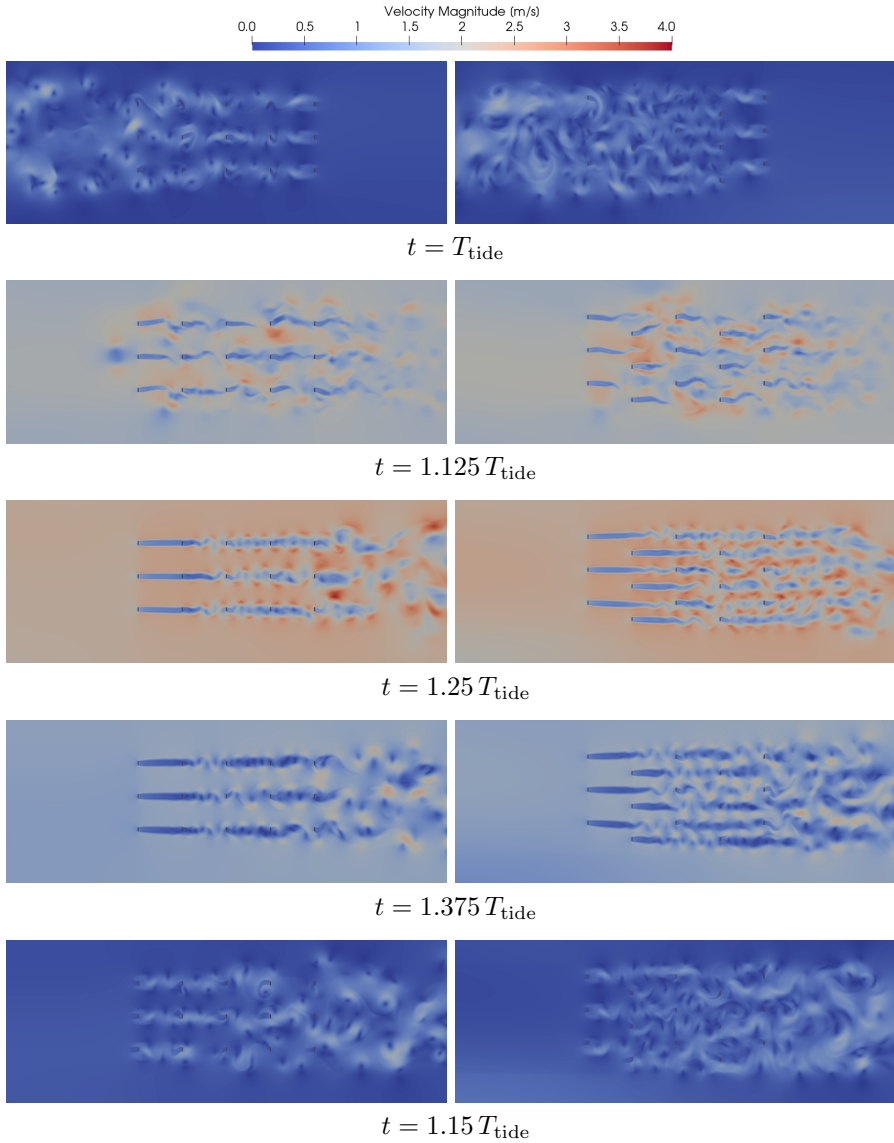 Velocity Magnitude [m/s]
0.0 0.5 1 1.5 2 2.5 3 3.5 4.0
t = T_tide
t = 1.125 T_tide
t = 1.25 T_tide
t = 1.375 T_tide
t = 1.15 T_tide